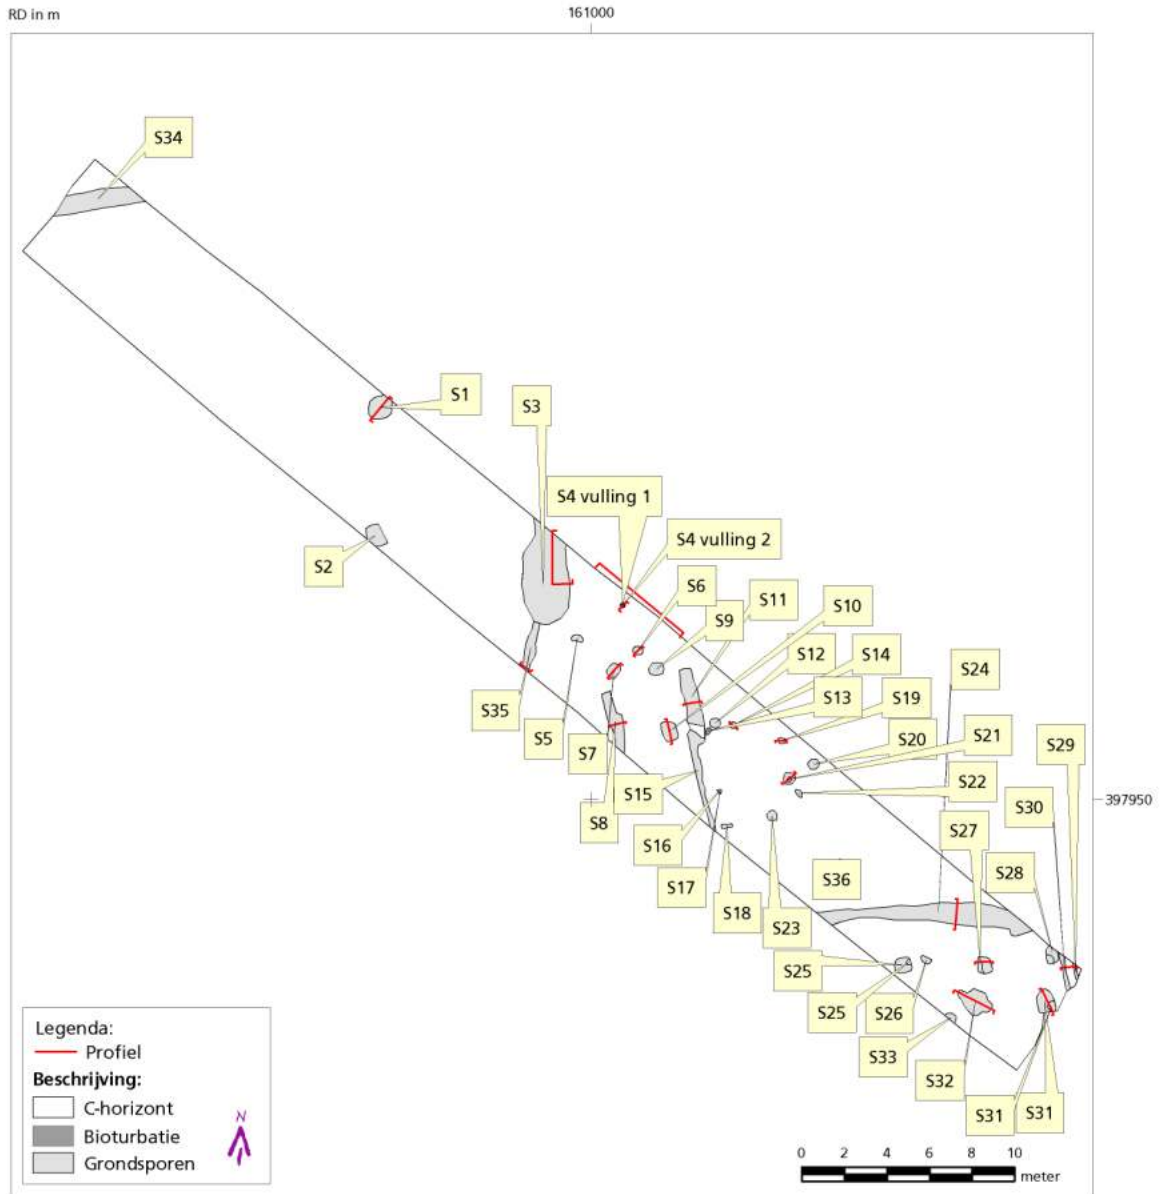 RD in m
161000
S34
S1
S3
S4 vulling 1
S4 vulling 2
S2
S6
S11
S10
S9
S12
S14
S24
S13
S19
S35
S5
S20
S21
S29
S7
S22
S15
S30
397950
S8
S27
S16
S28
S36
S17
S18
S23
S25
S25
S26
S33
S32
S31
S31
Legenda:
Profiel
Beschrijving:
C-horizont
Bioturbatie
Grondsporen
N
0 2 4 6 8 10
meter